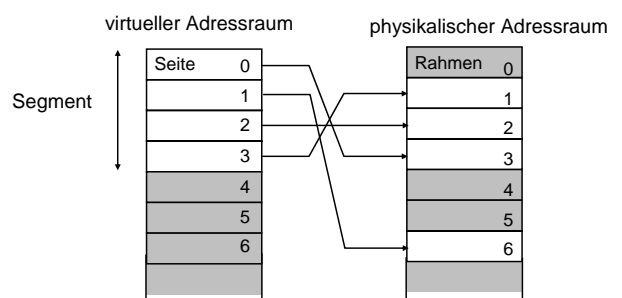 virtueller Adressraum
physikalischer Adressraum
Segment
Seite 0
1
2
3
4
5
6
Rahmen 0
1
2
3
4
5
6